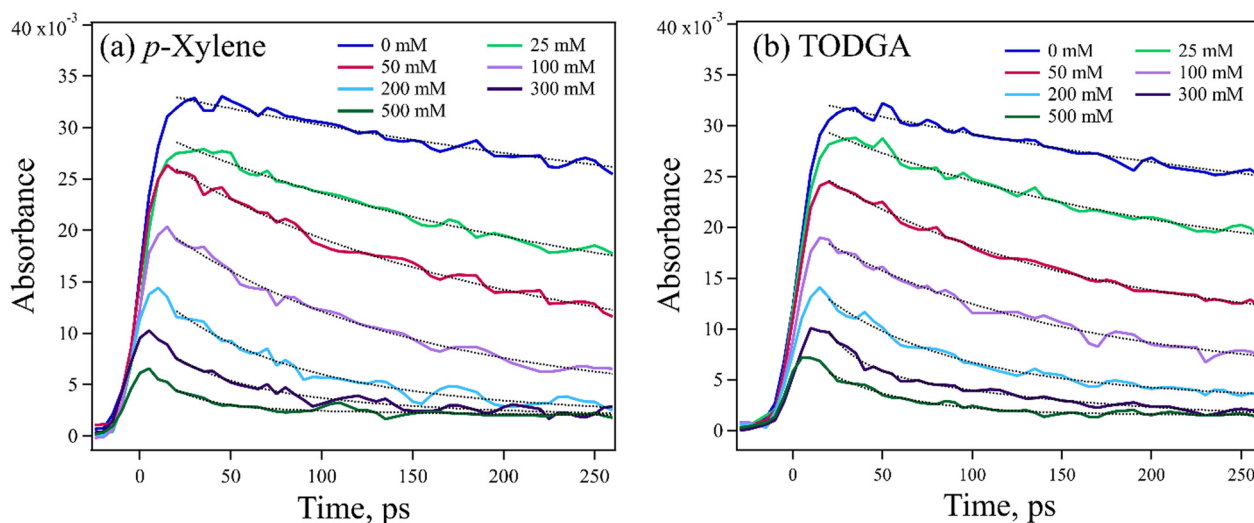 40 x10⁻³
(a) p-Xylene
0 mM
25 mM
50 mM
100 mM
200 mM
300 mM
500 mM
35
30
25
20
15
10
5
0
Absorbance
0
50
100
150
200
250
Time, ps
40 x10⁻³
(b) TODGA
0 mM
25 mM
50 mM
100 mM
200 mM
300 mM
500 mM
35
30
25
20
15
10
5
0
Absorbance
0
50
100
150
200
250
Time, ps